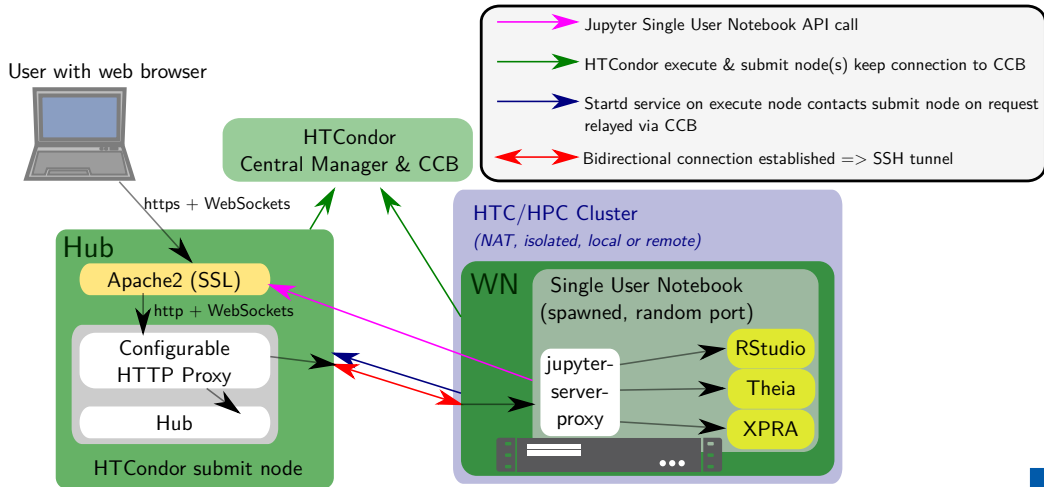 Jupyter Single User Notebook API call
HTCondor execute & submit node(s) keep connection to CCB
Startd service on execute node contacts submit node on request
relayed via CCB
Bidirectional connection established => SSH tunnel
User with web browser
HTCondor
Central Manager & CCB
https + WebSockets
Hub
Apache2 (SSL)
http + WebSockets
Configurable
HTTP Proxy
Hub
HTCondor submit node
HTC/HPC Cluster
(NAT, isolated, local or remote)
WN
Single User Notebook
(spawned, random port)
jupyter-
server-
proxy
RStudio
Theia
XPRA